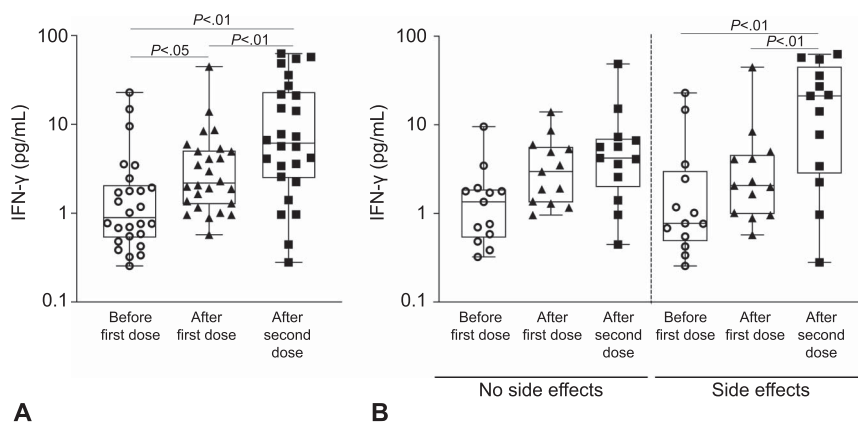 P<.01
P<.05
P<.01
100
10
1
0.1
IFN-γ (pg/mL)
Before
first dose
After
first dose
After
second
dose
A
P<.01
P<.01
100
10
1
0.1
IFN-γ (pg/mL)
Before
first dose
After
first dose
After
second
dose
Before
first dose
After
first dose
After
second
dose
No side effects
Side effects
B